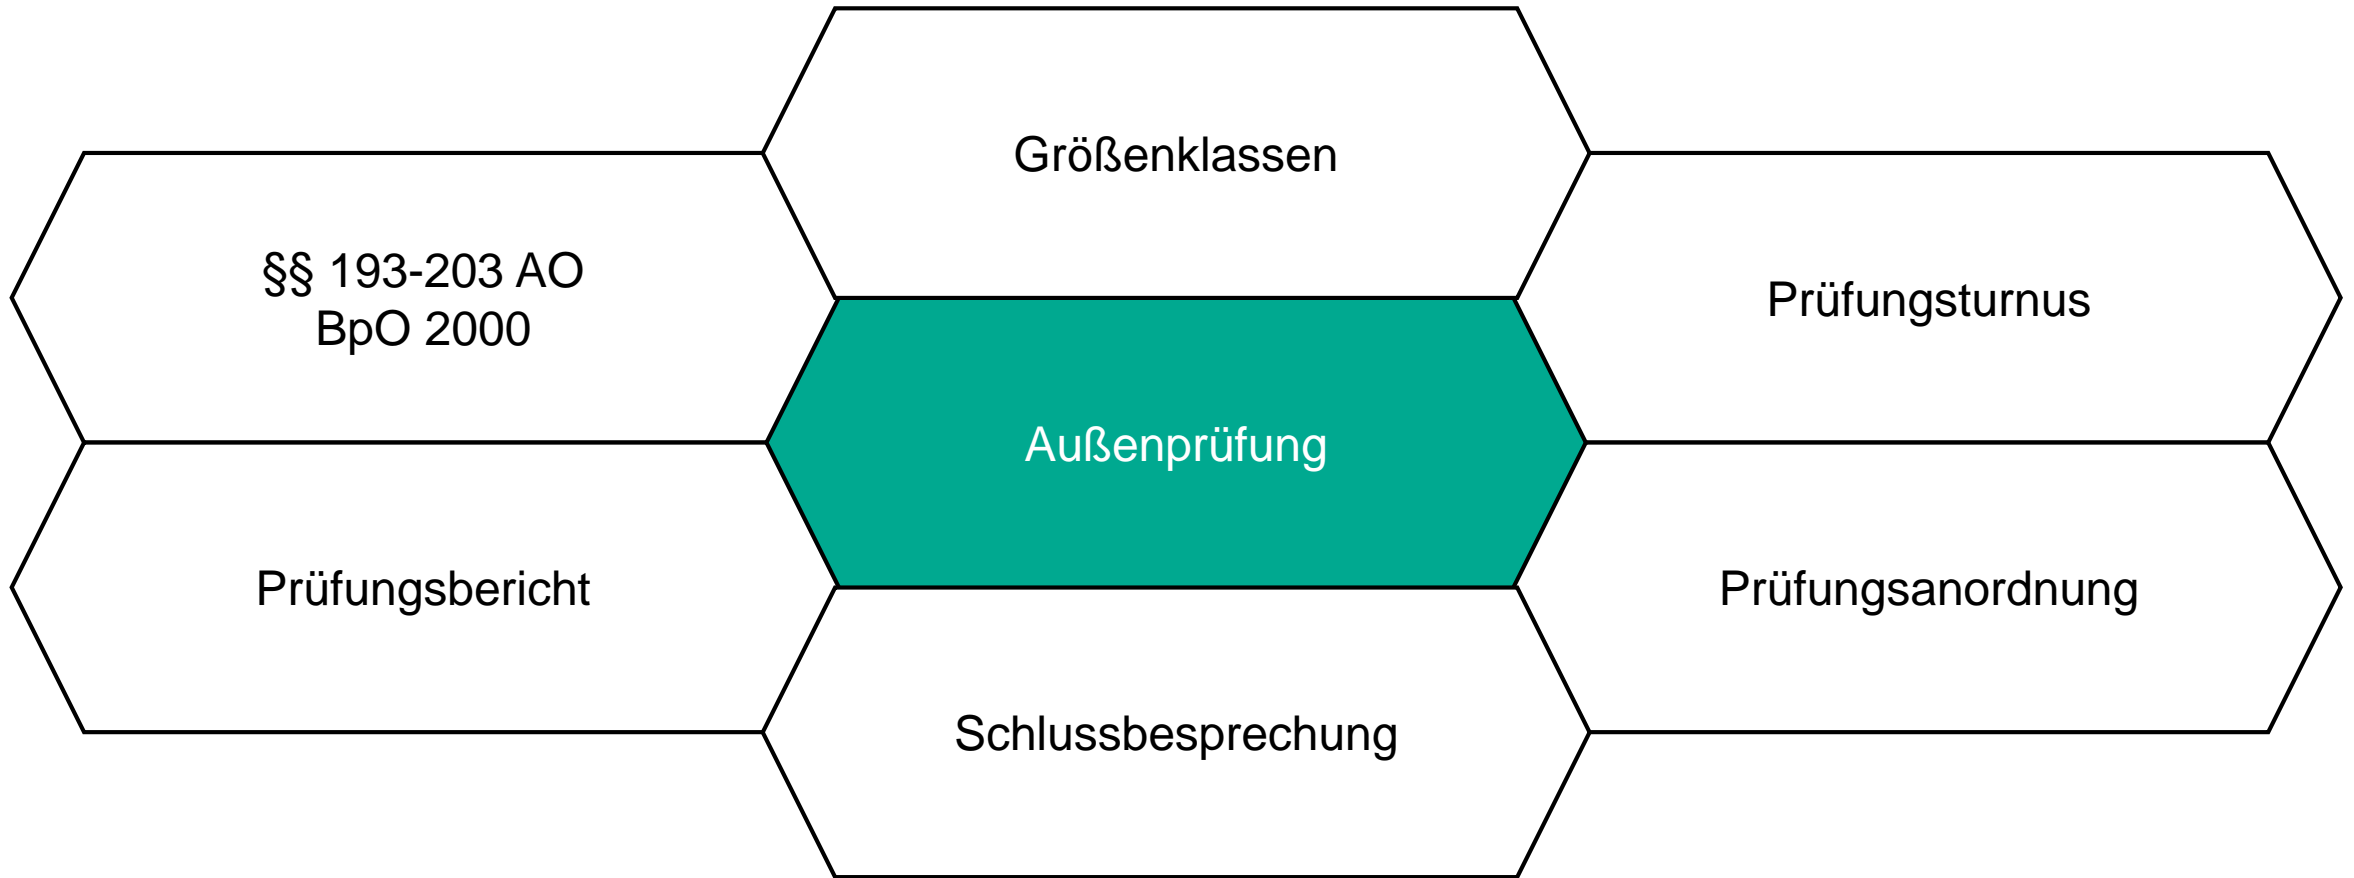 Größenklassen
§§ 193-203 AO
BpO 2000
Prüfungsturnus
Außenprüfung
Prüfungsbericht
Prüfungsanordnung
Schlussbesprechung